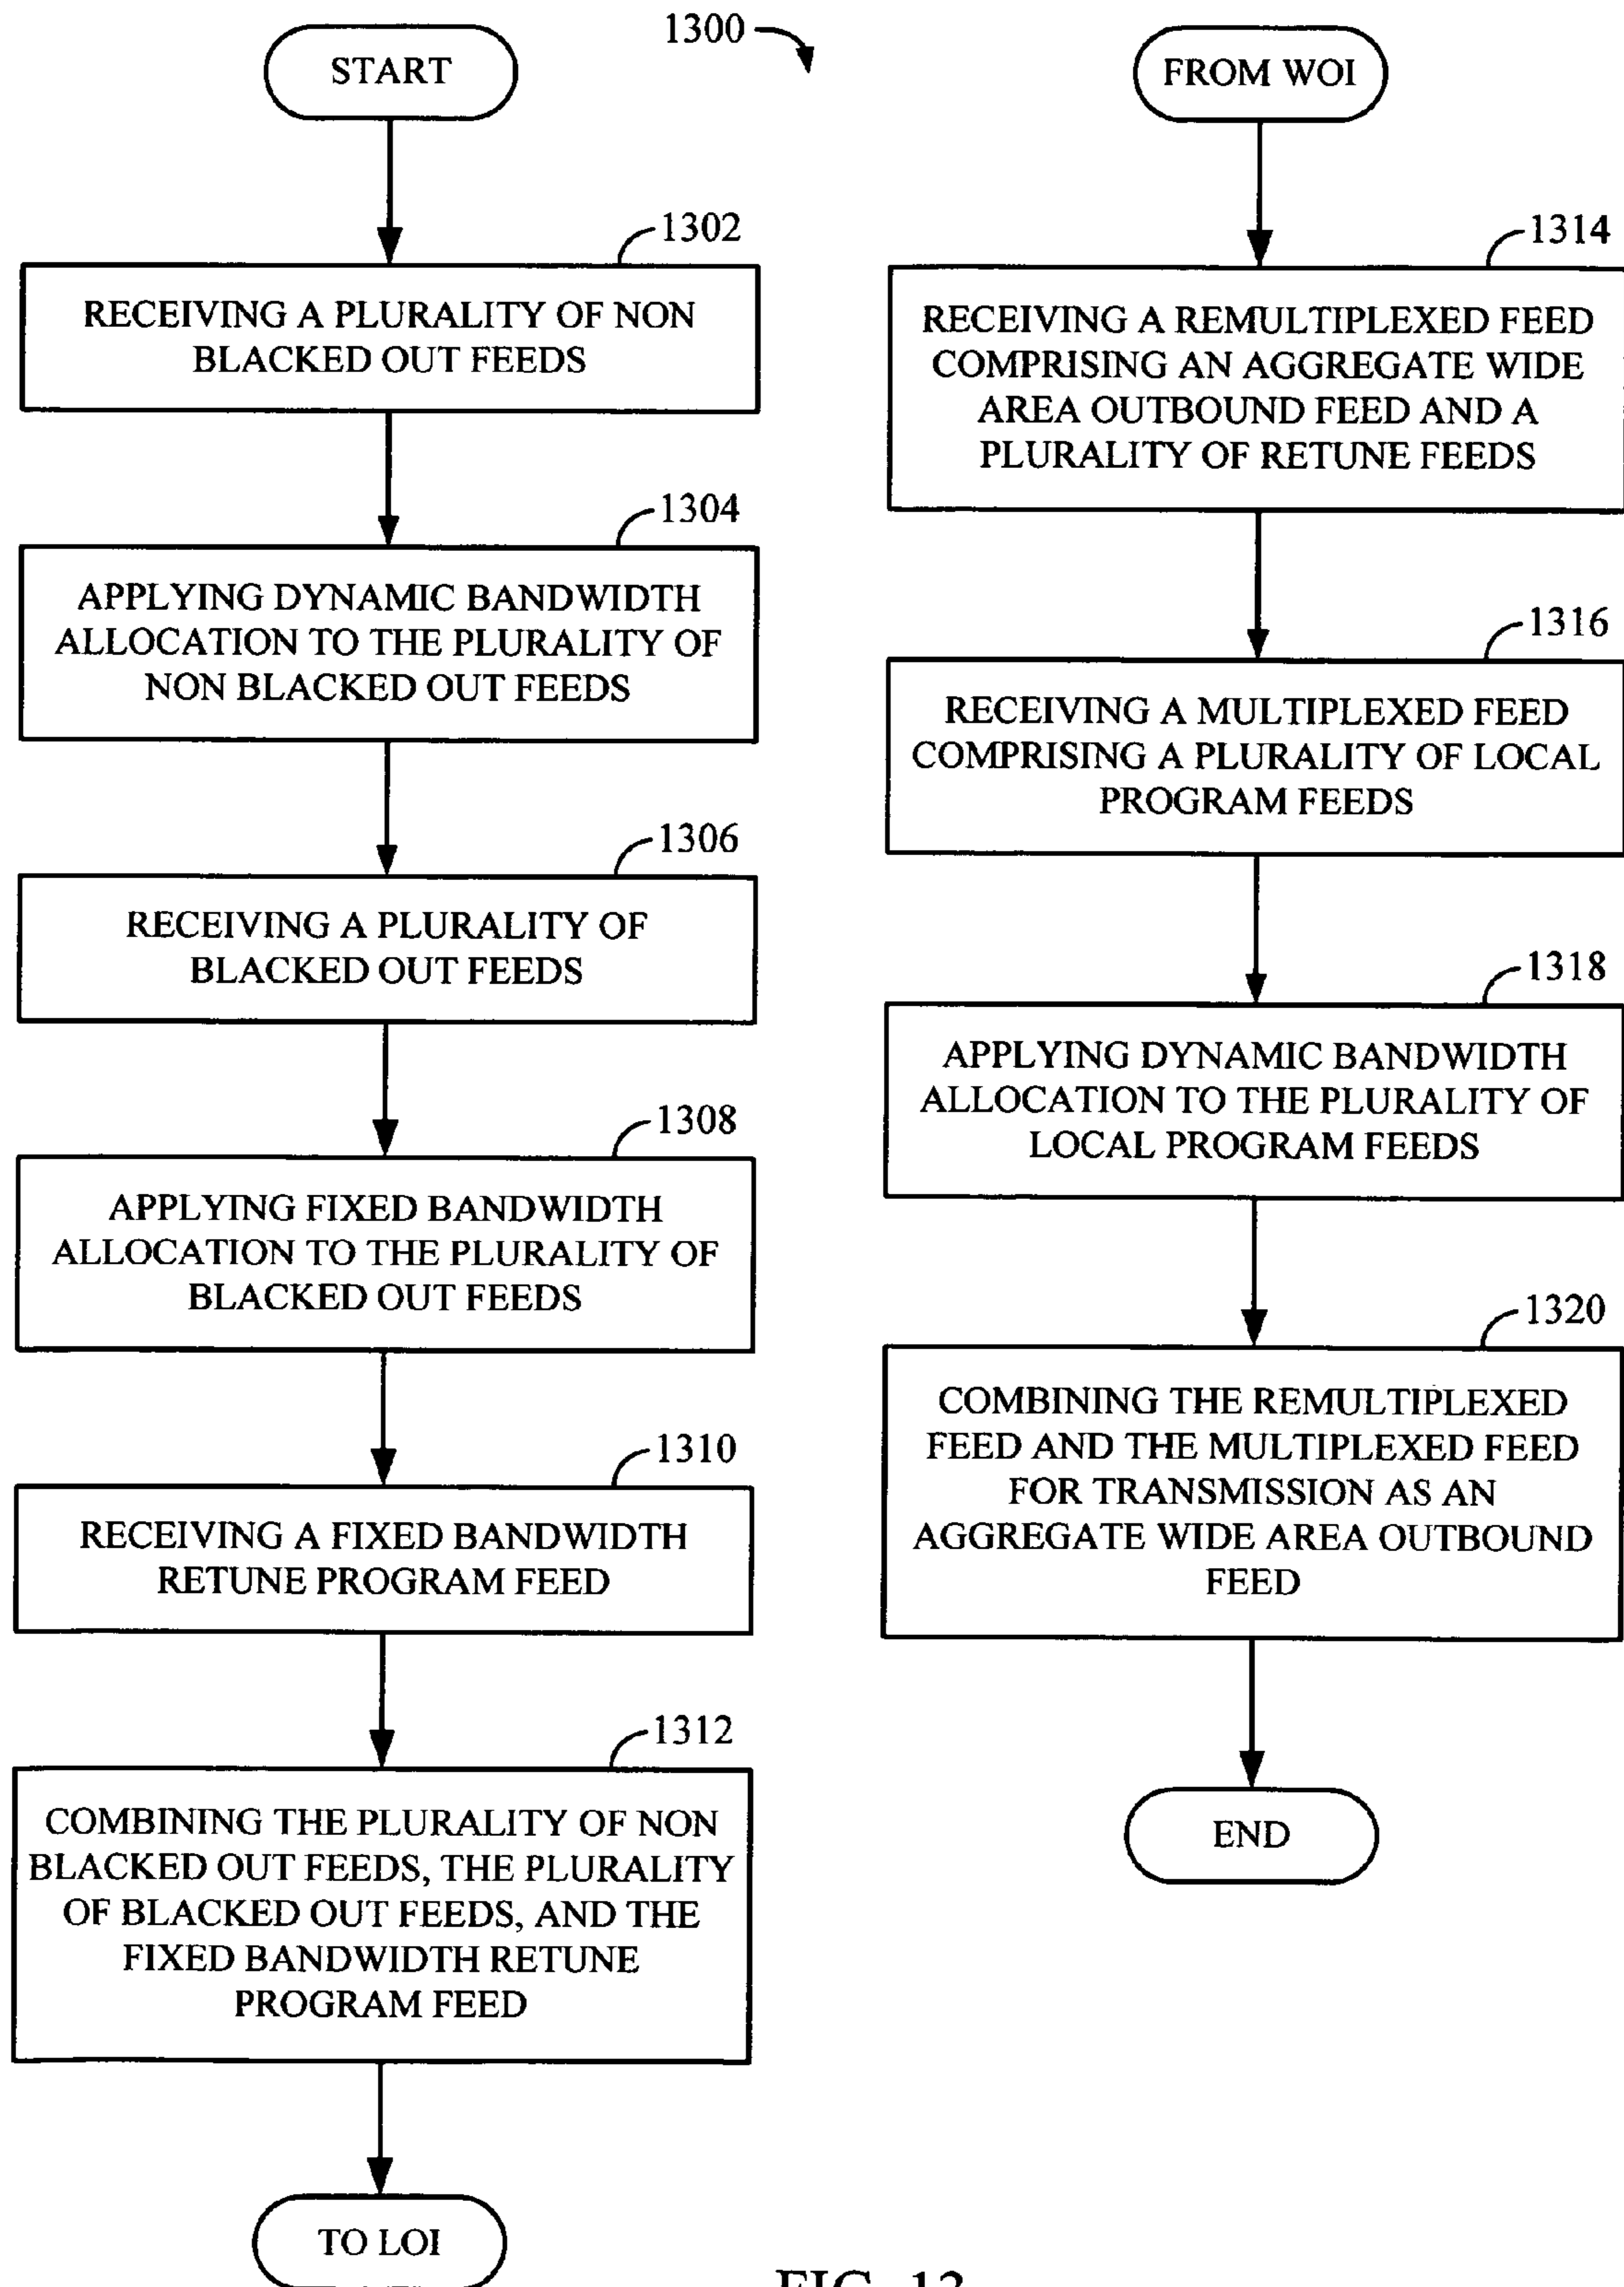 1300
START
1302
RECEIVING A PLURALITY OF NON
BLACKED OUT FEEDS
1304
APPLYING DYNAMIC BANDWIDTH
ALLOCATION TO THE PLURALITY OF
NON BLACKED OUT FEEDS
1306
RECEIVING A PLURALITY OF
BLACKED OUT FEEDS
1308
APPLYING FIXED BANDWIDTH
ALLOCATION TO THE PLURALITY OF
BLACKED OUT FEEDS
1310
RECEIVING A FIXED BANDWIDTH
RETUNE PROGRAM FEED
1312
COMBINING THE PLURALITY OF NON
BLACKED OUT FEEDS, THE PLURALITY
OF BLACKED OUT FEEDS, AND THE
FIXED BANDWIDTH RETUNE
PROGRAM FEED
TO LOI
FROM WOI
1314
RECEIVING A REMULTIPLEXED FEED
COMPRISING AN AGGREGATE WIDE
AREA OUTBOUND FEED AND A
PLURALITY OF RETUNE FEEDS
1316
RECEIVING A MULTIPLEXED FEED
COMPRISING A PLURALITY OF LOCAL
PROGRAM FEEDS
1318
APPLYING DYNAMIC BANDWIDTH
ALLOCATION TO THE PLURALITY OF
LOCAL PROGRAM FEEDS
1320
COMBINING THE REMULTIPLEXED
FEED AND THE MULTIPLEXED FEED
FOR TRANSMISSION AS AN
AGGREGATE WIDE AREA OUTBOUND
FEED
END
FIG. 13